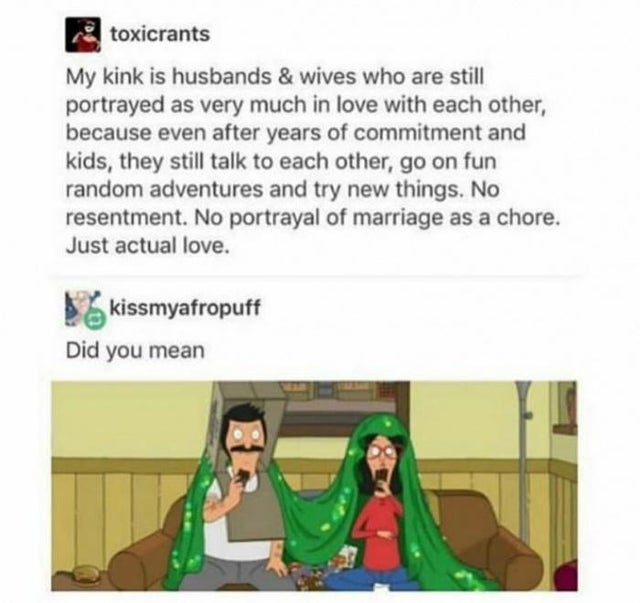 toxicrants
My kink is husbands & wives who are still
portrayed as very much in love with each other,
because even after years of commitment and
kids, they still talk to each other, go on fun
random adventures and try new things. No
resentment. No portrayal of marriage as a chore.
Just actual love.
kissmyafropuff
Did you mean